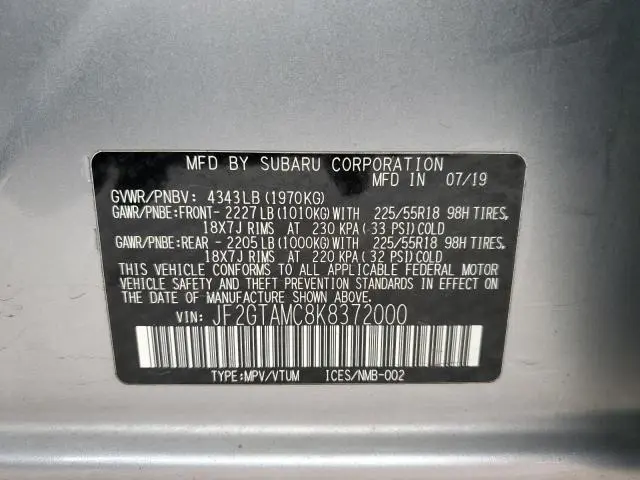 MFD BY SUBARU CORPORATION
MFD IN 07/19
GVWR/PNBV: 4343LB(1970KG)
GAWR/PNBE:FRONT- 2227LB(1010KG)WITH 225/55R18 98H TIRES,
18X7J RIMS AT 230 KPA(33 PSI)COLD
GAWR/PNBE:REAR - 2205LB(1000KG)WITH 225/55R18 98H TIRES,
18X7J RIMS AT 220 KPA(32 PSI)COLD
THIS VEHICLE CONFORMS TO ALL APPLICABLE FEDERAL MOTOR
VEHICLE SAFETY AND THEFT PREVENTION STANDARDS IN EFFECT
ON THE DATE OF MANUFACTURE SHOWN ABOVE.
VIN: JF2GTAMC8K8372000
TYPE:MPV/VTUM ICES/NMB-002